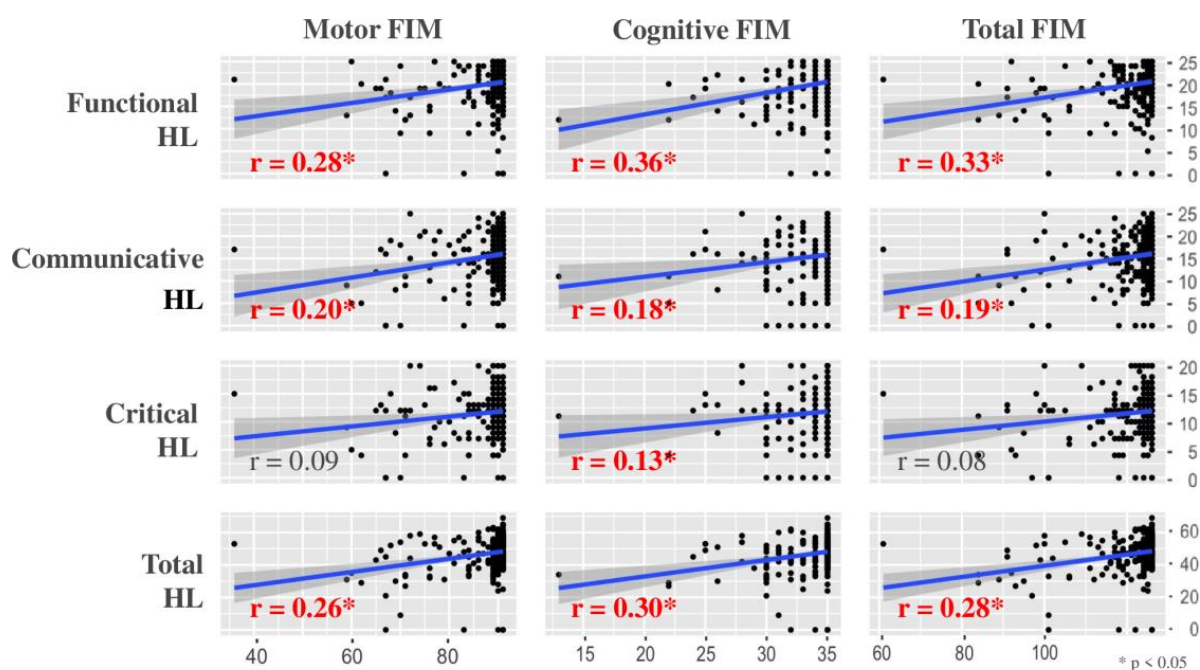 Motor FIM Cognitive FIM Total FIM
Functional
HL
r = 0.28* r = 0.36* r = 0.33*
25
20
15
10
5
0
Communicative
HL
r = 0.20* r = 0.18* r = 0.19*
25
20
15
10
5
0
Critical
HL
r = 0.09 r = 0.13* r = 0.08
20
15
10
5
0
Total
HL
r = 0.26* r = 0.30* r = 0.28*
60
40
20
0
40 60 80 15 20 25 30 35 60 80 100
* p < 0.05